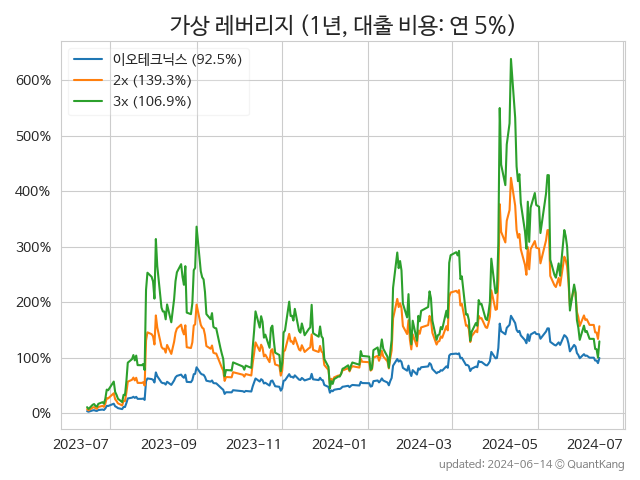 가상 레버리지 (1년, 대출 비용: 연 5%)
이오테크닉스 (92.5%)
2x (139.3%)
3x (106.9%)
600%
500%
400%
300%
200%
100%
0%
2023-07 2023-09 2023-11 2024-01 2024-03 2024-05 2024-07
updated: 2024-06-14 © QuantKang